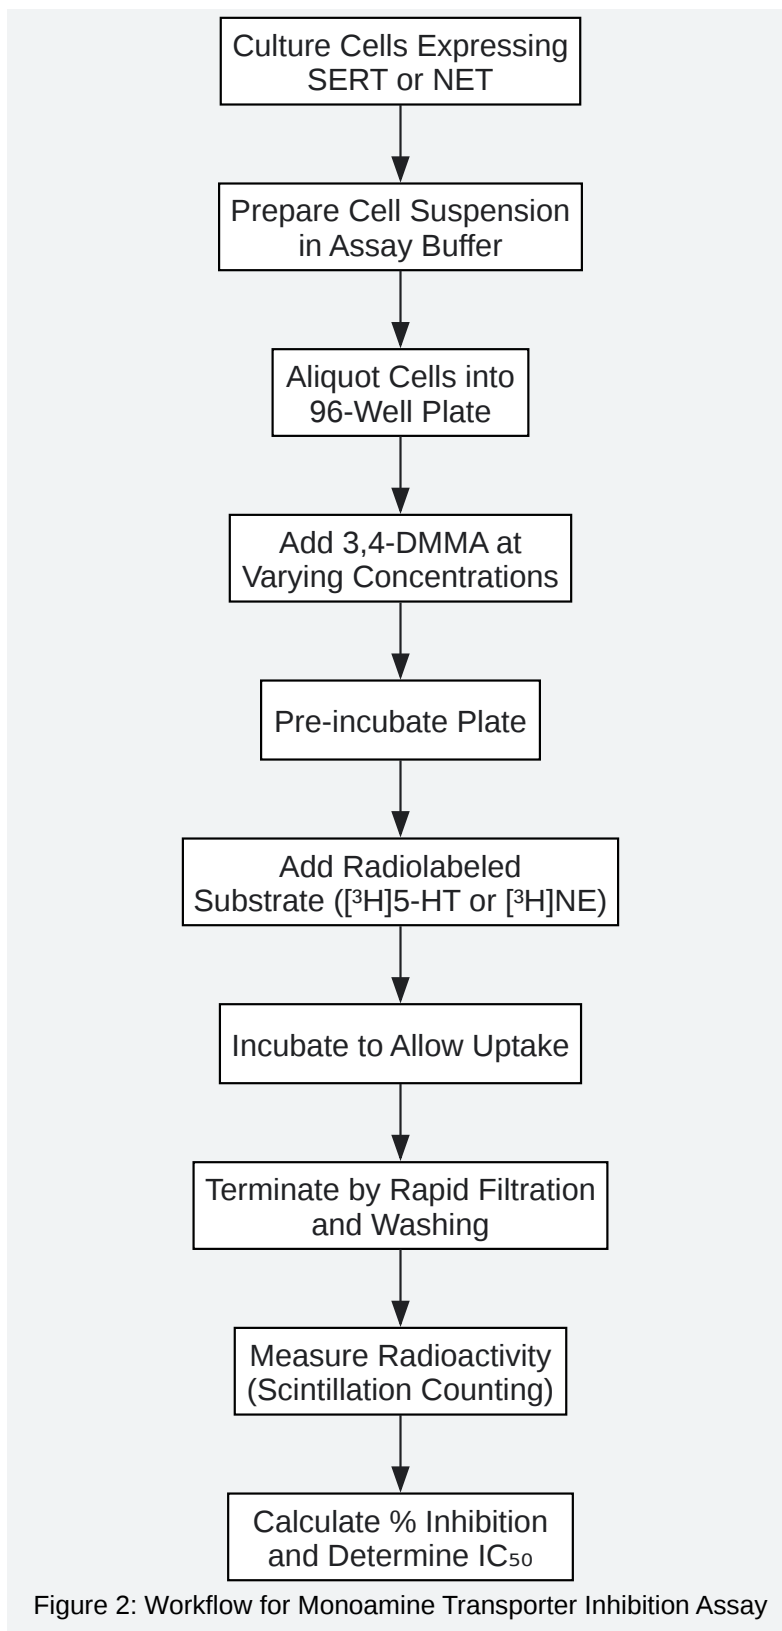 Culture Cells Expressing
SERT or NET
Prepare Cell Suspension
in Assay Buffer
Aliquot Cells into
96-Well Plate
Add 3,4-DMMA at
Varying Concentrations
Pre-incubate Plate
Add Radiolabeled
Substrate ([³H]5-HT or [³H]NE)
Incubate to Allow Uptake
Terminate by Rapid Filtration
and Washing
Measure Radioactivity
(Scintillation Counting)
Calculate % Inhibition
and Determine IC₅₀
Figure 2: Workflow for Monoamine Transporter Inhibition Assay